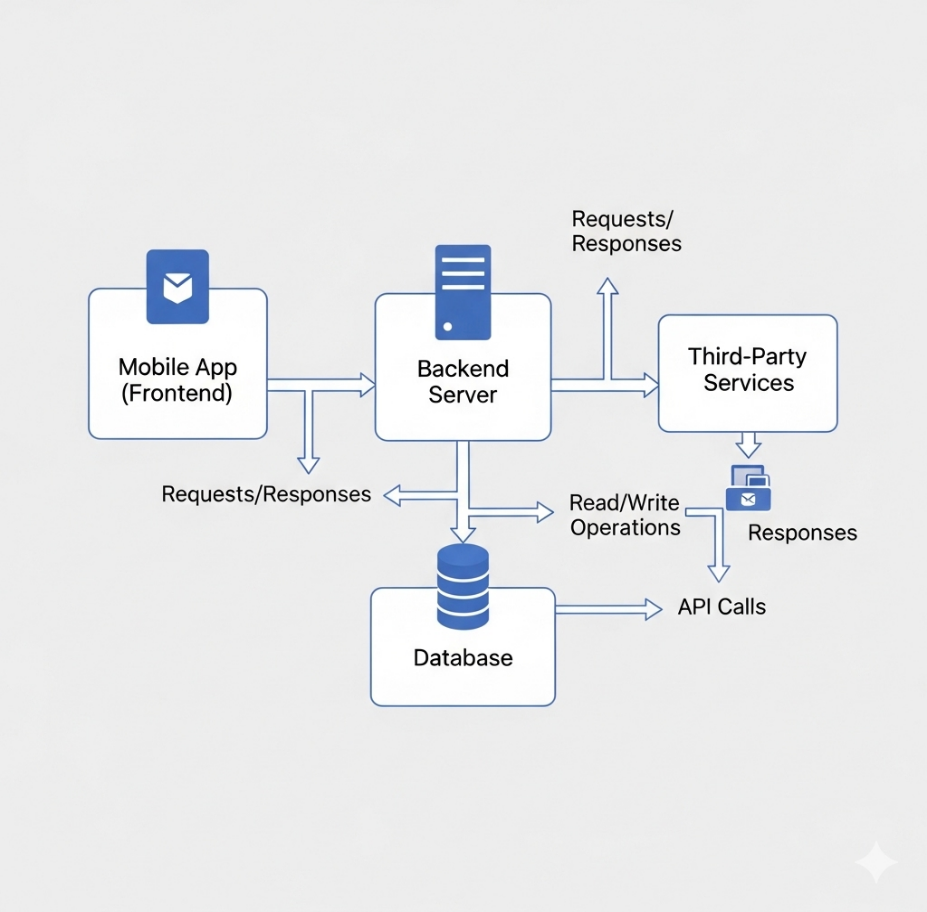 Requests/
Responses
Mobile App
(Frontend)
Backend
Server
Third-Party
Services
Requests/Responses
Read/Write
Operations
Responses
API Calls
Database